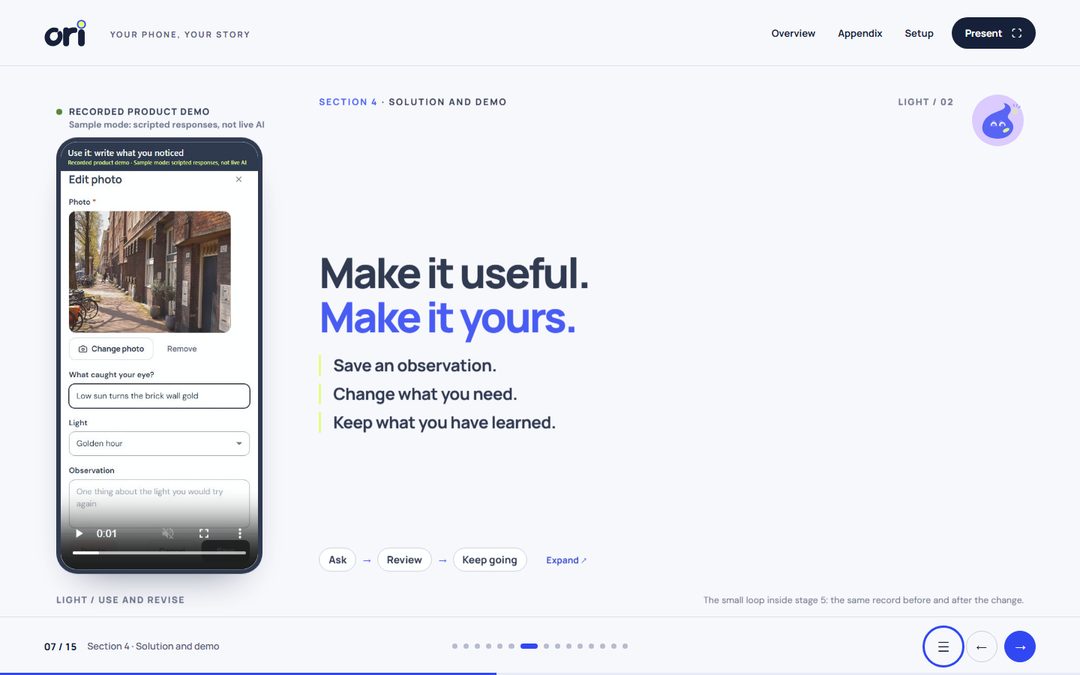 ori
YOUR PHONE, YOUR STORY
Overview
Appendix
Setup
Present
RECORDED PRODUCT DEMO
Sample mode: scripted responses, not live AI
Use it: write what you noticed
Recorded product demo · Sample mode: scripted responses, not live AI
Edit photo
Photo *
Change photo
Remove
What caught your eye?
Low sun turns the brick wall gold
Light
Golden hour
Observation
One thing about the light you would try
again
0:01
LIGHT / USE AND REVISE
SECTION 4 · SOLUTION AND DEMO
LIGHT / 02
Make it useful.
Make it yours.
Save an observation.
Change what you need.
Keep what you have learned.
Ask → Review → Keep going
Expand ↗
The small loop inside stage 5: the same record before and after the change.
07 / 15
Section 4 · Solution and demo